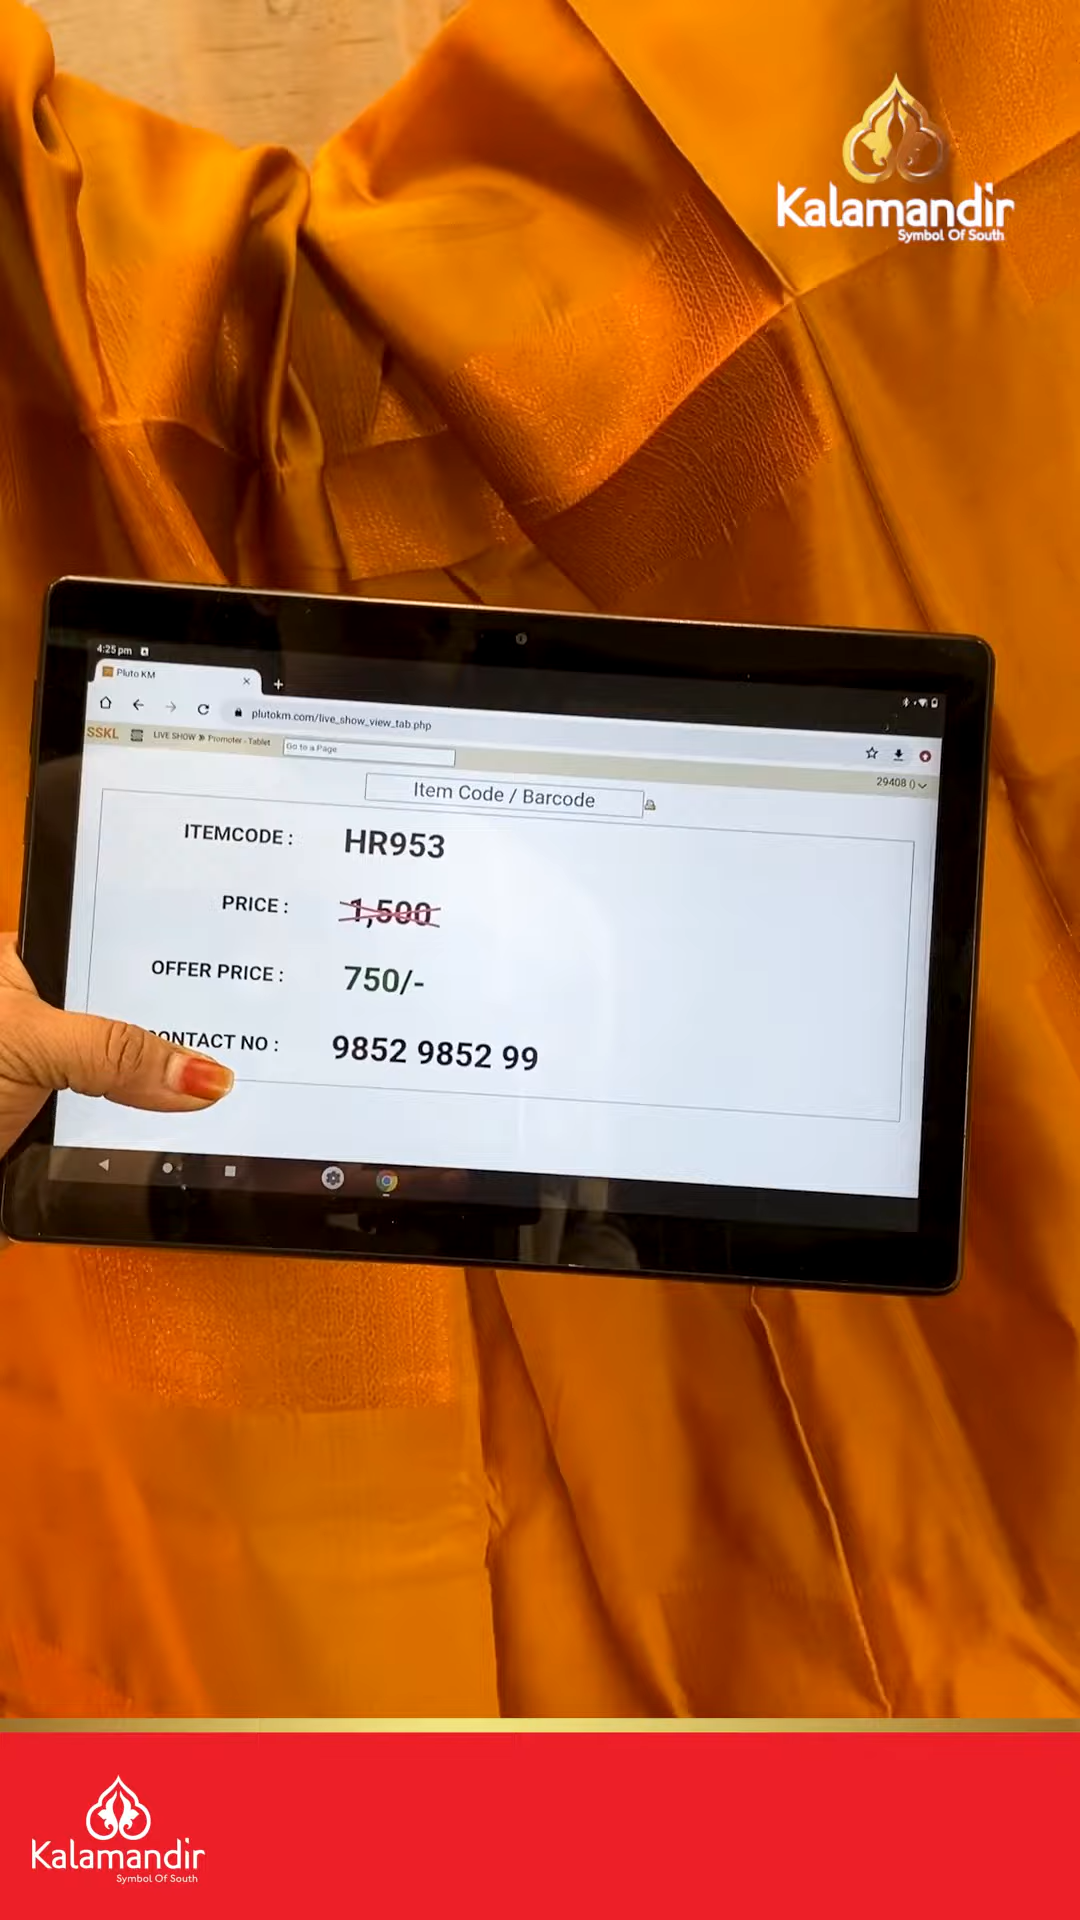 Kalamandir
Symbol Of South
4:25 pm
Pluto KM
plutokm.com/live_show_view_tab.php
SSKL LIVE SHOW » Promoter - Tablet Go to a Page
29408 ()
Item Code / Barcode
ITEMCODE : HR953
PRICE : 1,500
OFFER PRICE : 750/-
CONTACT NO : 9852 9852 99
Kalamandir
Symbol Of South